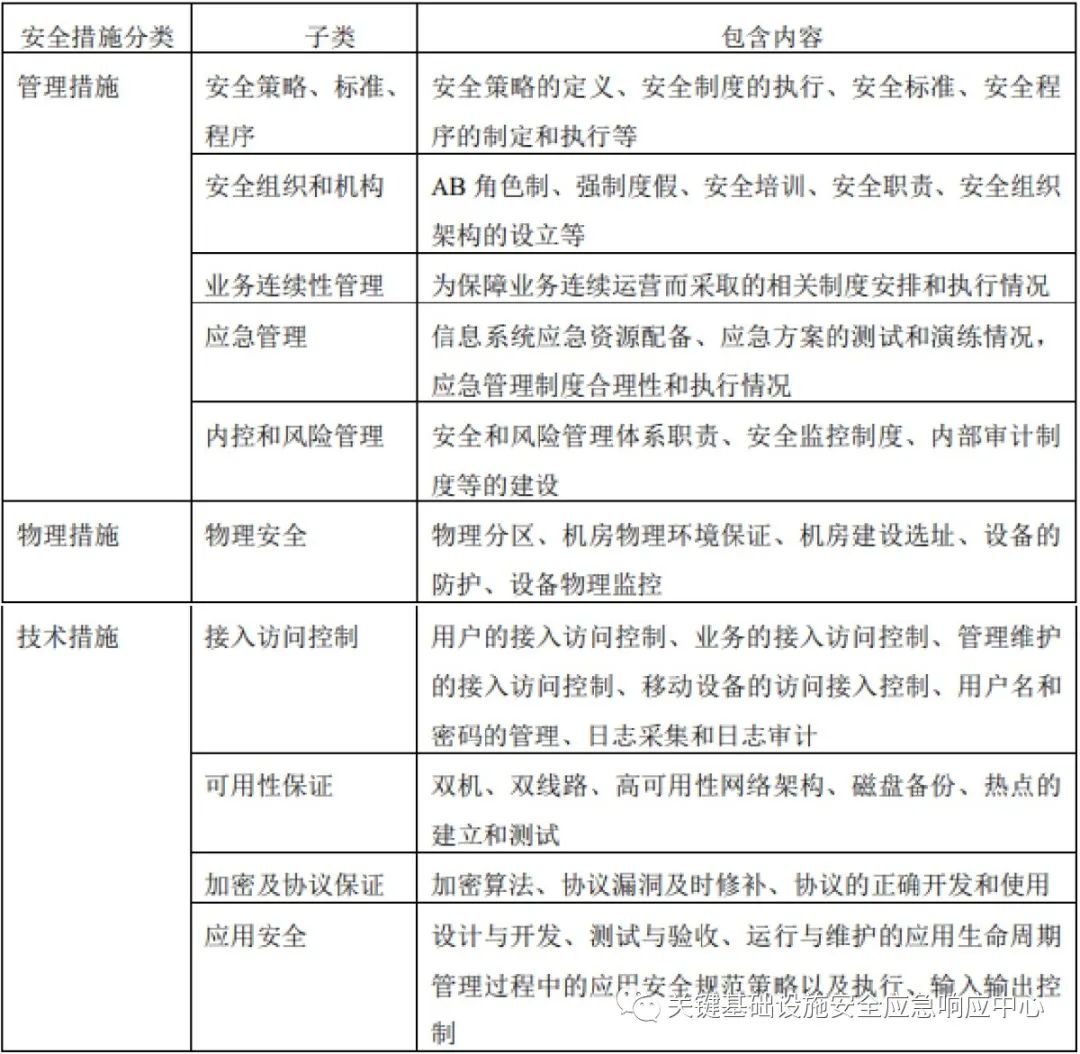 安全措施分类 子类 包含内容
管理措施 安全策略、标准、 安全策略的定义、安全制度的执行、安全标准、安全程
程序 序的制定和执行等
安全组织和机构 AB 角色制、强制度假、安全培训、安全职责、安全组织
架构的设立等
业务连续性管理 为保障业务连续运营而采取的相关制度安排和执行情况
应急管理 信息系统应急资源配备、应急方案的测试和演练情况，
应急管理制度合理性和执行情况
内控和风险管理 安全和风险管理体系职责、安全监控制度、内部审计制
度等的建设
物理措施 物理安全 物理分区、机房物理环境保证、机房建设选址、设备的
防护、设备物理监控
技术措施 接入访问控制 用户的接入访问控制、业务的接入访问控制、管理维护
的接入访问控制、移动设备的访问接入控制、用户名和
密码的管理、日志采集和日志审计
可用性保证 双机、双线路、高可用性网络架构、磁盘备份、热点的
建立和测试
加密及协议保证 加密算法、协议漏洞及时修补、协议的正确开发和使用
应用安全 设计与开发、测试与验收、运行与维护的应用生命周期
管理过程中的应用安全规范策略以及执行、输入输出控
制
关键基础设施安全应急响应中心